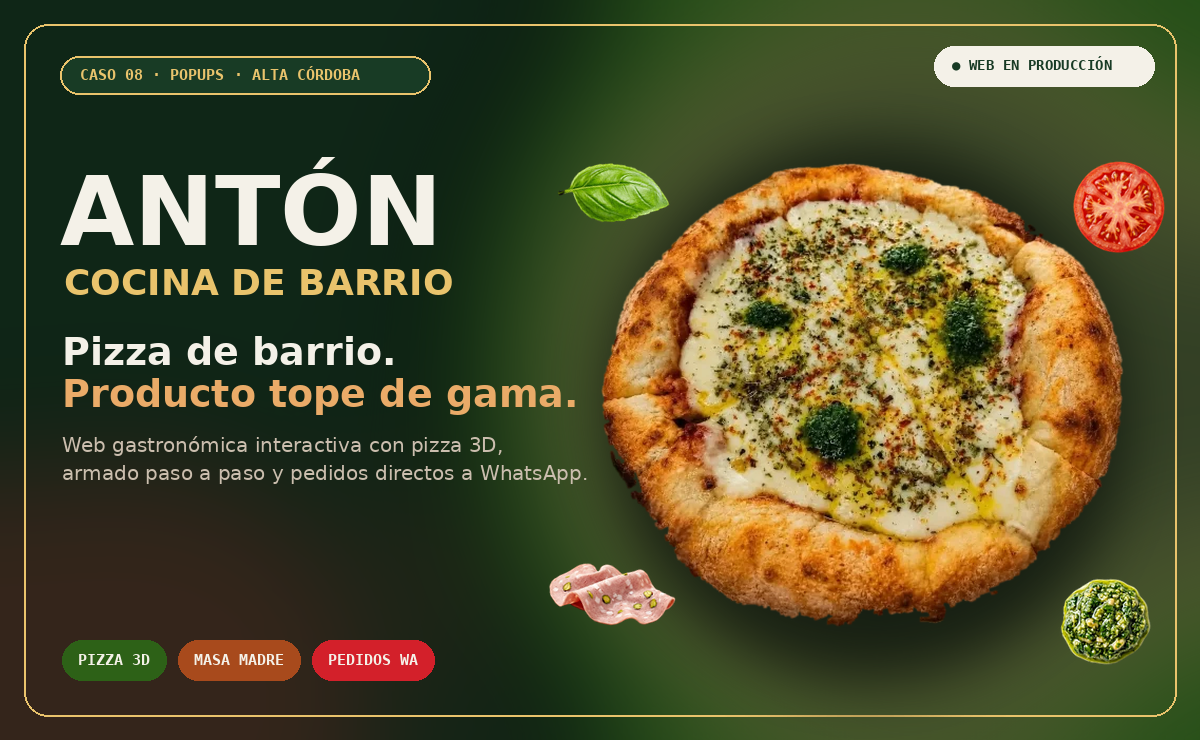 CASO 08 · POPUPS · ALTA CÓRDOBA
● WEB EN PRODUCCIÓN
ANTÓN
COCINA DE BARRIO
Pizza de barrio.
Producto tope de gama.
Web gastronómica interactiva con pizza 3D,
armado paso a paso y pedidos directos a WhatsApp.
PIZZA 3D
MASA MADRE
PEDIDOS WA